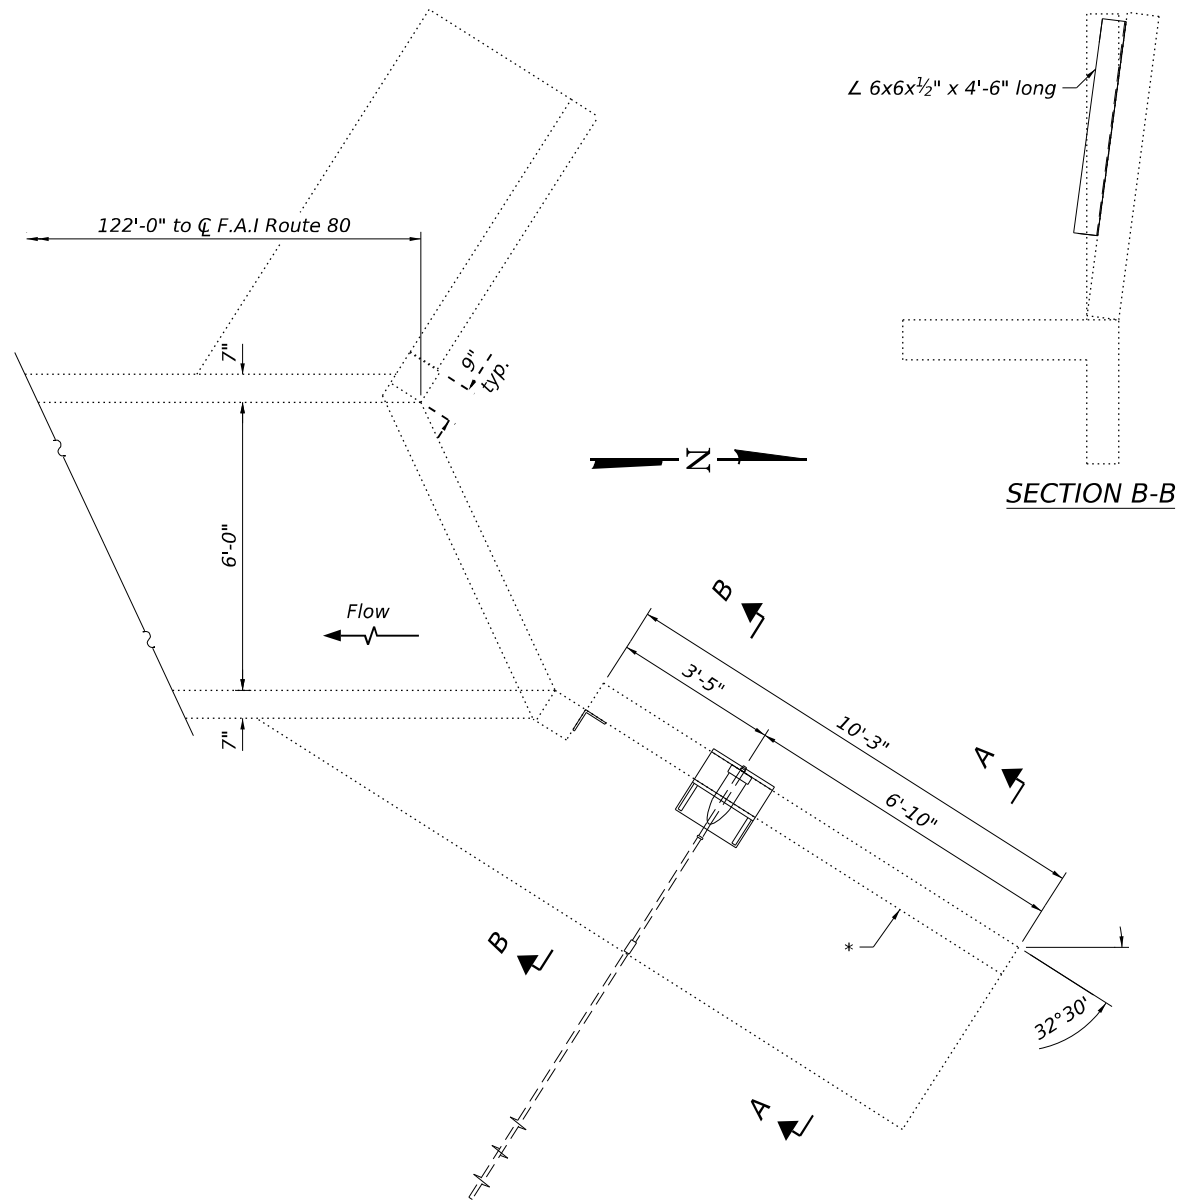 ∠ 6x6x½" x 4'-6" long
122'-0" to ℄ F.A.I Route 80
7"
9"
typ.
N
SECTION B-B
6'-0"
B
Flow
3'-5"
10'-3"
A
7"
6'-10"
B
*
32°30'
A